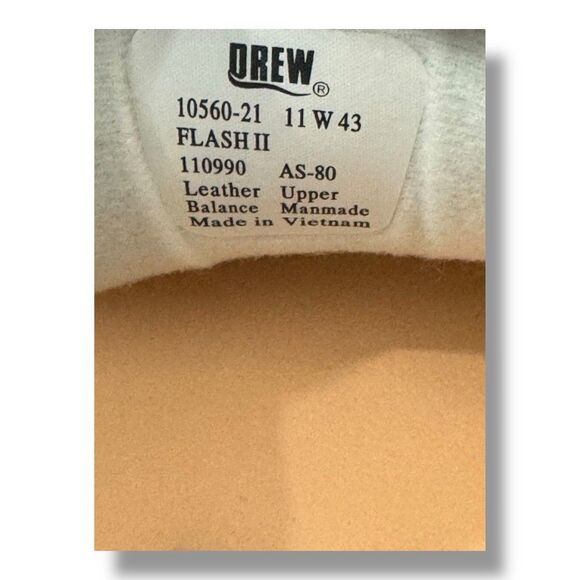 DREW®
10560-21 11 W 43
FLASH II
110990 AS-80
Leather Upper
Balance Manmade
Made in Vietnam